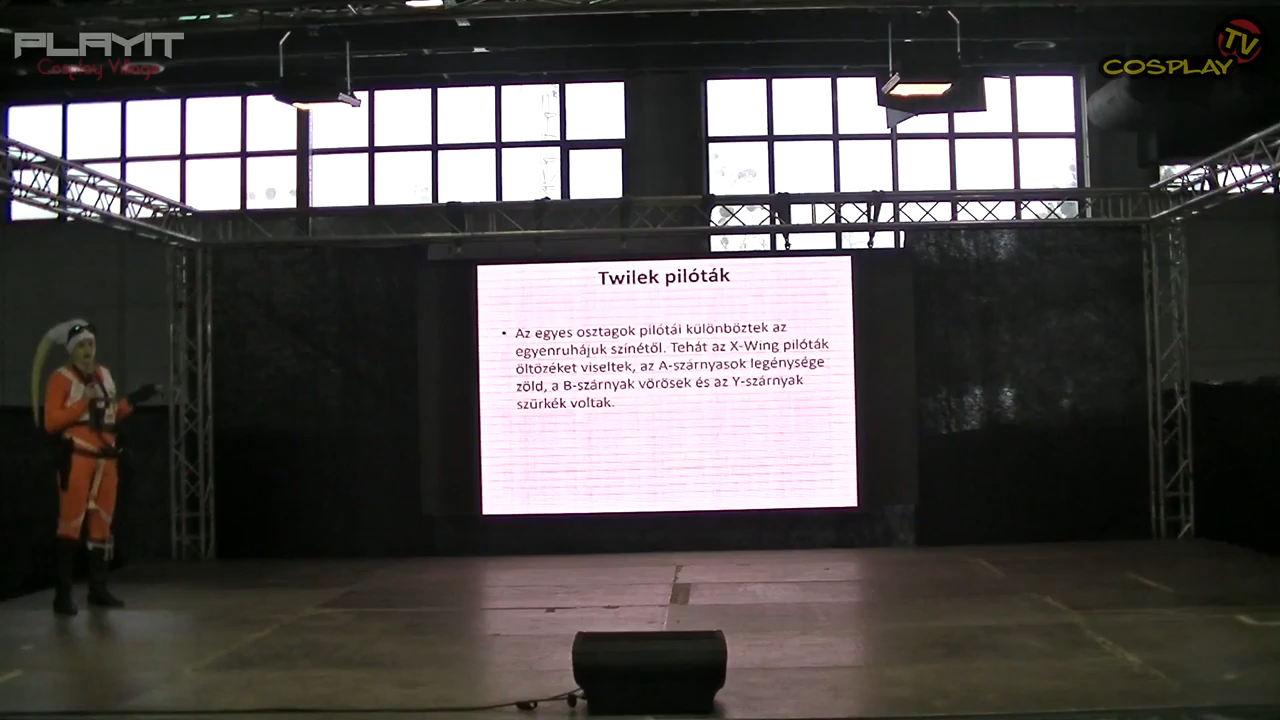 PLAYIT
Cosplay Village
TV
COSPLAY
Twilek pilóták
• Az egyes osztagok pilótái különböztek az
egyenruhájuk színétől. Tehát az X-Wing pilóták
öltözéket viseltek, az A-szárnyasok legénysége
zöld, a B-szárnyak vörösek és az Y-szárnyak
szürkék voltak.